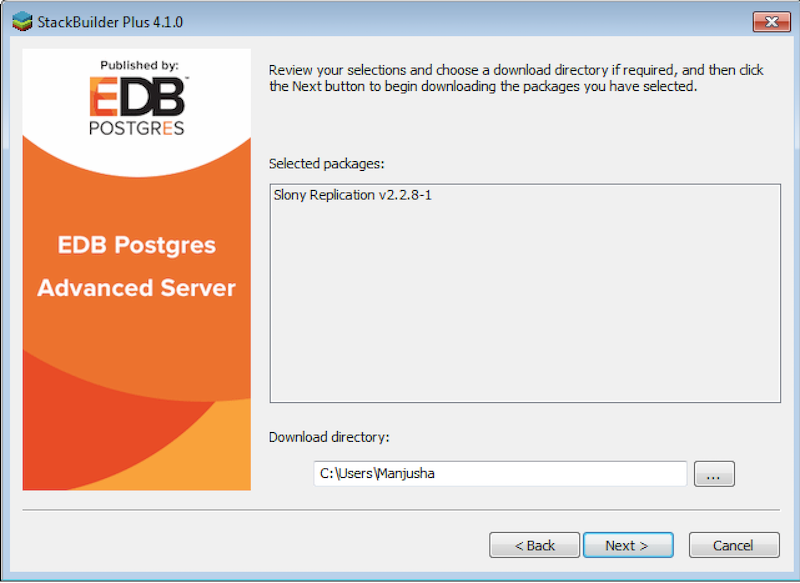 StackBuilder Plus 4.1.0
Published by:
EDB™
POSTGRES
EDB Postgres
Advanced Server
Review your selections and choose a download directory if required, and then click
the Next button to begin downloading the packages you have selected.
Selected packages:
Slony Replication v2.2.8-1
Download directory:
C:\Users\Manjusha
...
< Back
Next >
Cancel